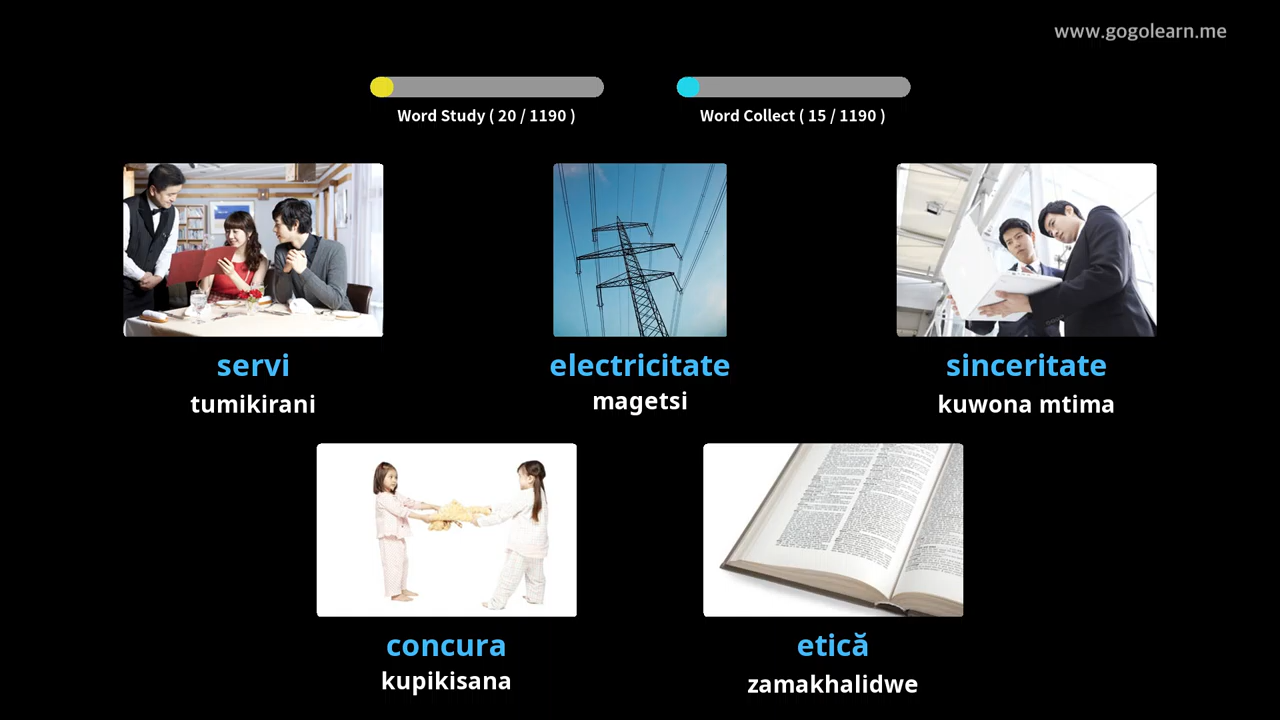 www.gogolearn.me
Word Study ( 20 / 1190 )
Word Collect ( 15 / 1190 )
servi
tumikirani
electricitate
magetsi
sinceritate
kuwona mtima
concura
kupikisana
etică
zamakhalidwe